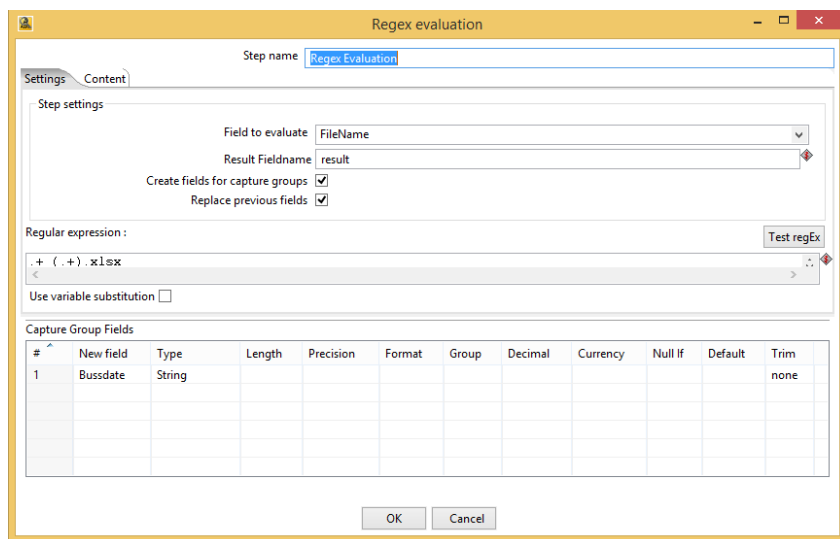 Regex evaluation
Step name Regex Evaluation
Settings Content
Step settings
Field to evaluate FileName
Result Fieldname result
Create fields for capture groups
Replace previous fields
Regular expression : Test regEx
.+ (.+).xlsx
Use variable substitution
Capture Group Fields
# New field Type Length Precision Format Group Decimal Currency Null If Default Trim
1 Bussdate String none
OK Cancel